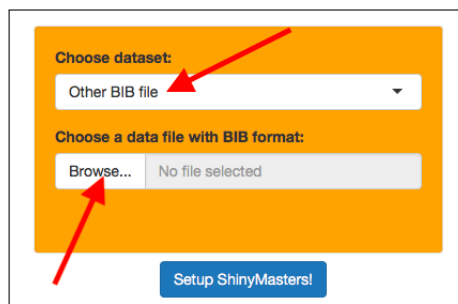 Choose dataset:
Other BIB file
Choose a data file with BIB format:
Browse... No file selected
Setup ShinyMasters!